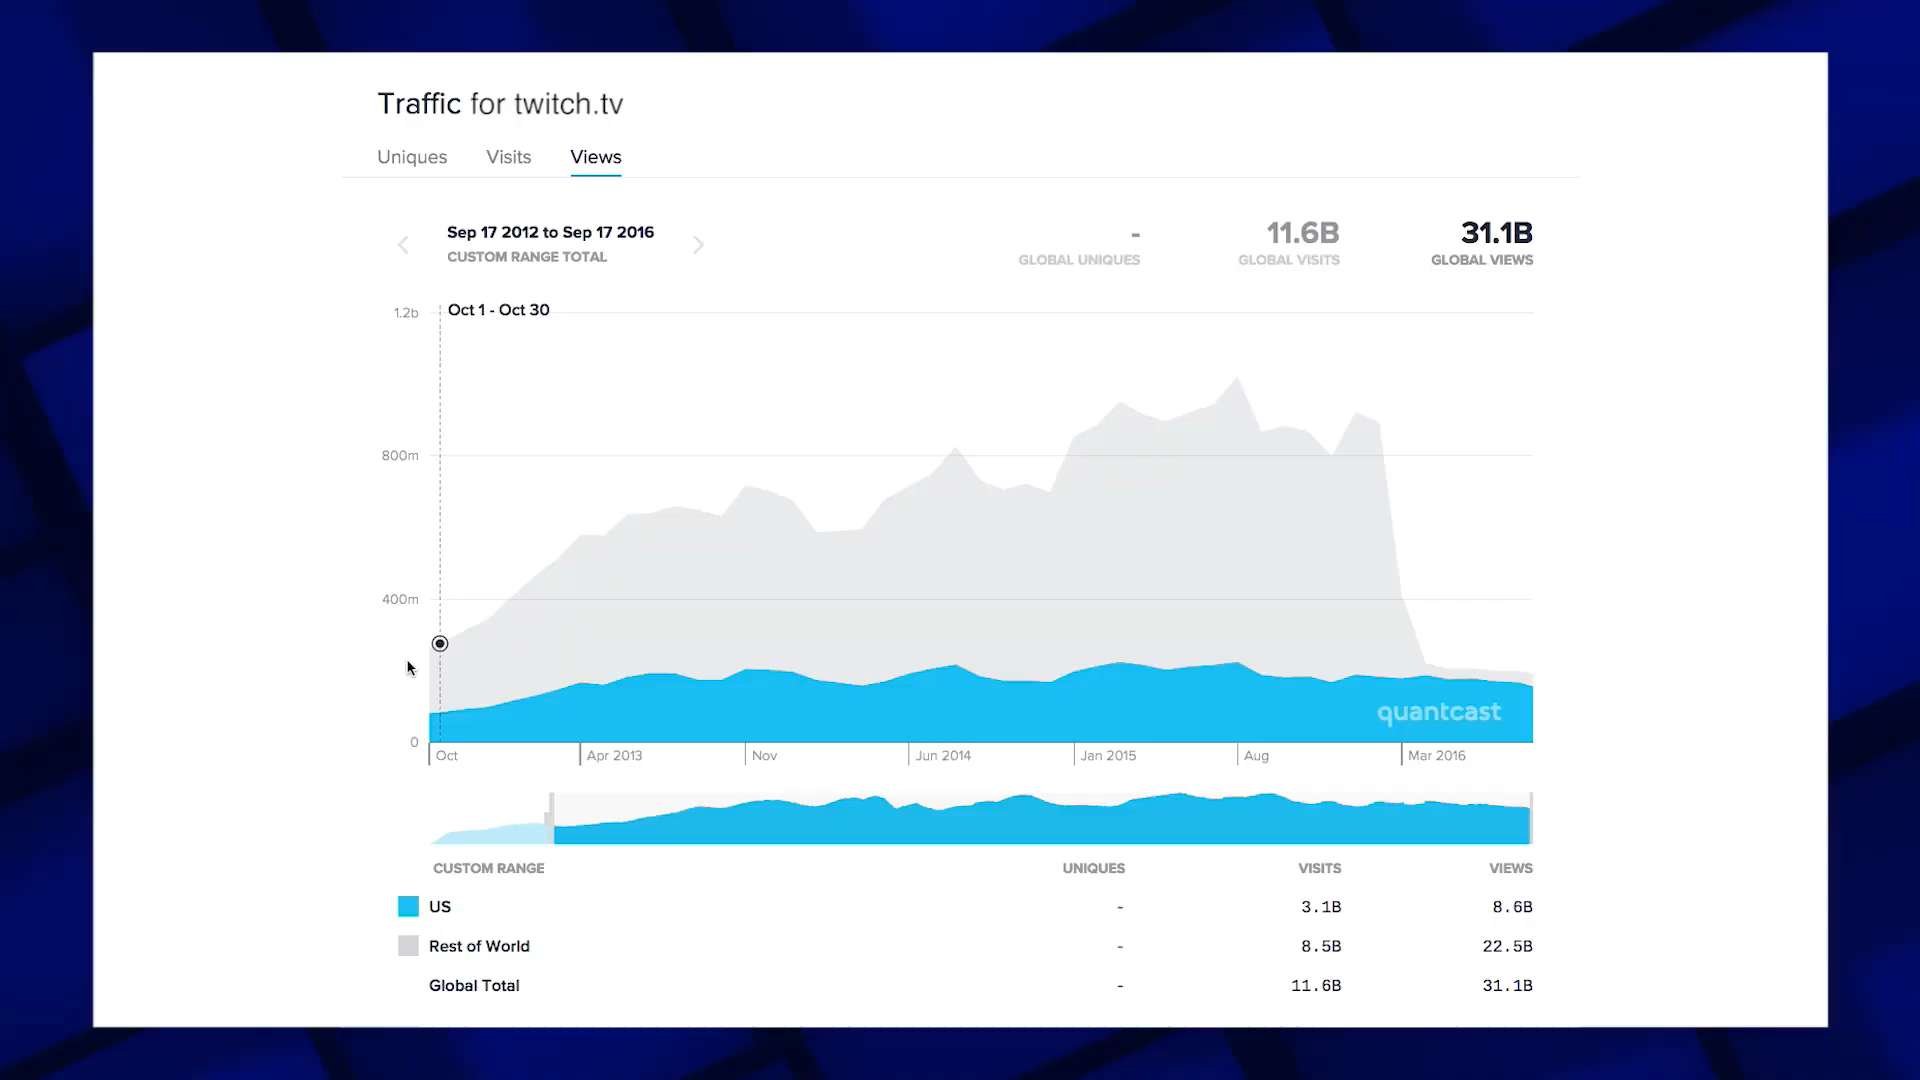 Traffic for twitch.tv
Uniques Visits Views
Sep 17 2012 to Sep 17 2016
CUSTOM RANGE TOTAL
-
GLOBAL UNIQUES
11.6B
GLOBAL VISITS
31.1B
GLOBAL VIEWS
Oct 1 - Oct 30
1.2b
800m
400m
0
quantcast
Oct Apr 2013 Nov Jun 2014 Jan 2015 Aug Mar 2016
CUSTOM RANGE UNIQUES VISITS VIEWS
US - 3.1B 8.6B
Rest of World - 8.5B 22.5B
Global Total - 11.6B 31.1B